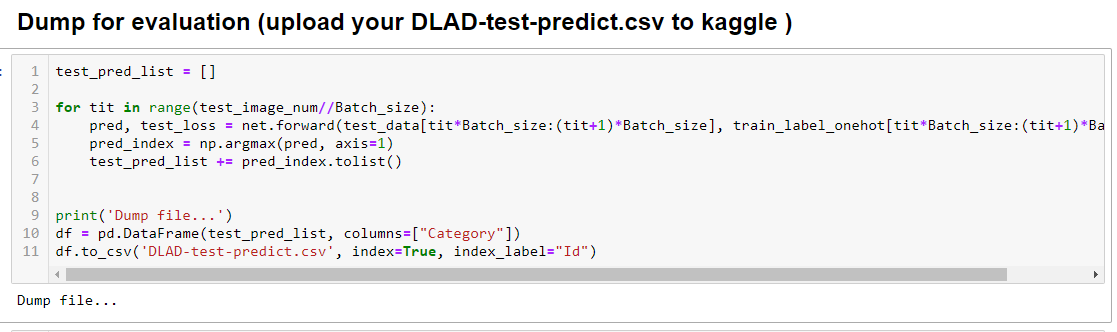 Dump for evaluation (upload your DLAD-test-predict.csv to kaggle )
:
1 test_pred_list = []
2
3 for tit in range(test_image_num//Batch_size):
4     pred, test_loss = net.forward(test_data[tit*Batch_size:(tit+1)*Batch_size], train_label_onehot[tit*Batch_size:(tit+1)*Ba
5     pred_index = np.argmax(pred, axis=1)
6     test_pred_list += pred_index.tolist()
7
8
9 print('Dump file...')
10 df = pd.DataFrame(test_pred_list, columns=["Category"])
11 df.to_csv('DLAD-test-predict.csv', index=True, index_label="Id")
Dump file...